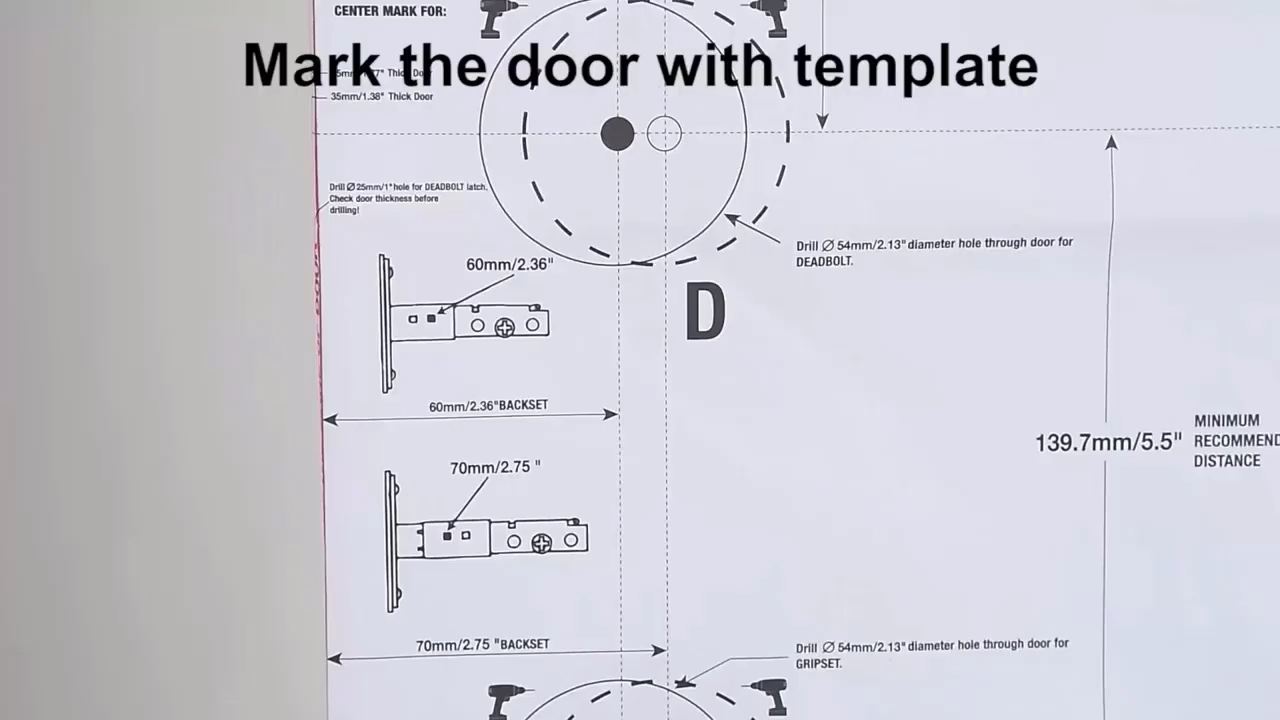 CENTER MARK FOR:
Mark the door with template
35mm/1.38" Thick Door
Drill Ø 25mm/1" hole for DEADBOLT latch.
Check door thickness before
drilling!
Drill Ø 54mm/2.13" diameter hole through door for
DEADBOLT.
60mm/2.36"
D
60mm/2.36"BACKSET
139.7mm/5.5"
MINIMUM
RECOMMEND
DISTANCE
70mm/2.75 "
70mm/2.75 "BACKSET
Drill Ø 54mm/2.13" diameter hole through door for
GRIPSET.